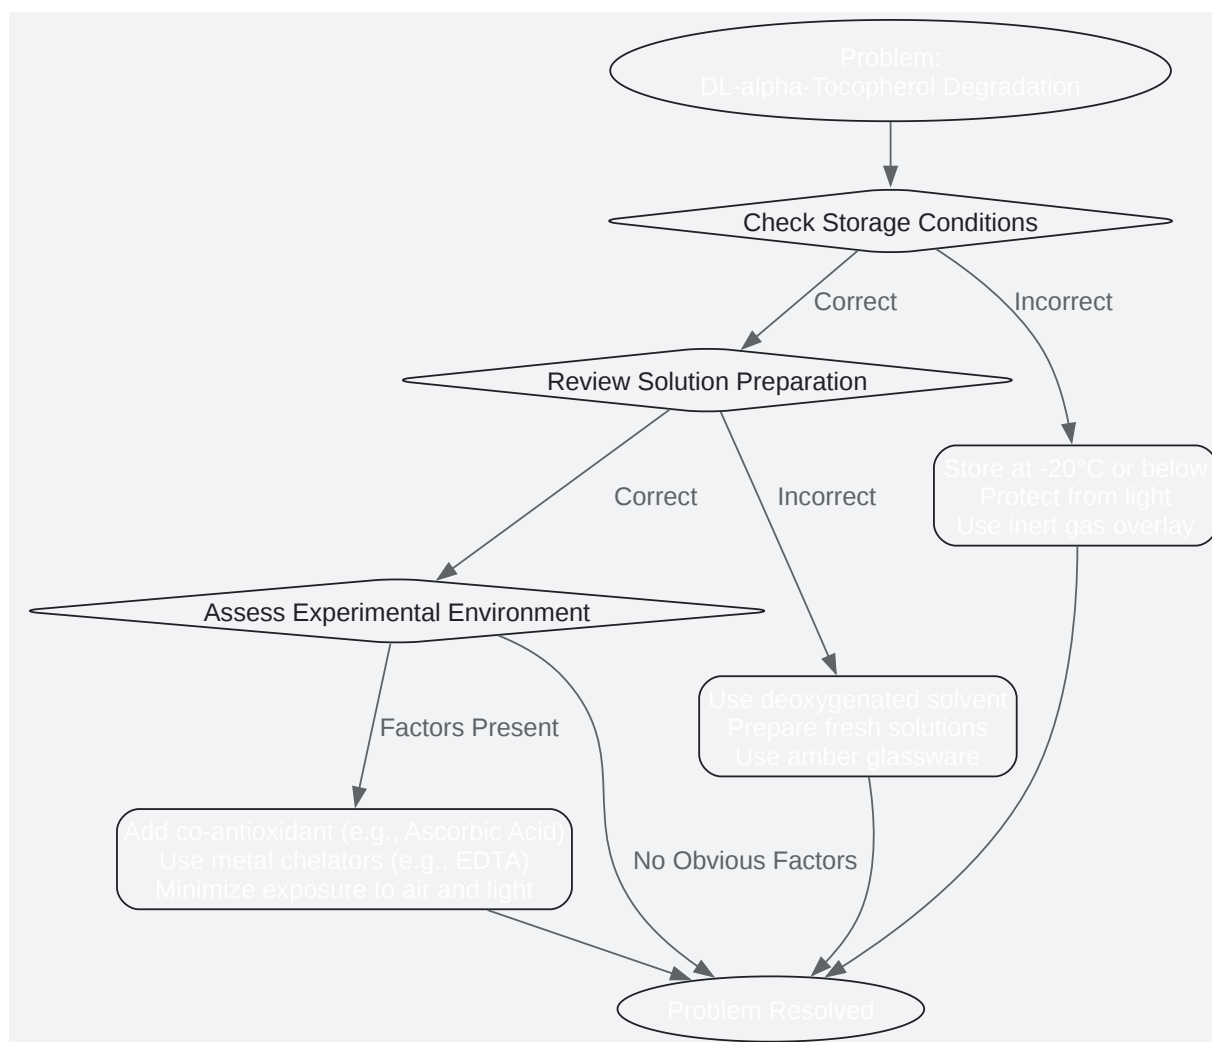 Problem:
DL-alpha-Tocopherol Degradation
Check Storage Conditions
Correct
Incorrect
Review Solution Preparation
Store at -20°C or below
Protect from light
Use inert gas overlay
Correct
Incorrect
Assess Experimental Environment
Use deoxygenated solvent
Prepare fresh solutions
Use amber glassware
Factors Present
Add co-antioxidant (e.g., Ascorbic Acid)
Use metal chelators (e.g., EDTA)
Minimize exposure to air and light
No Obvious Factors
Problem Resolved